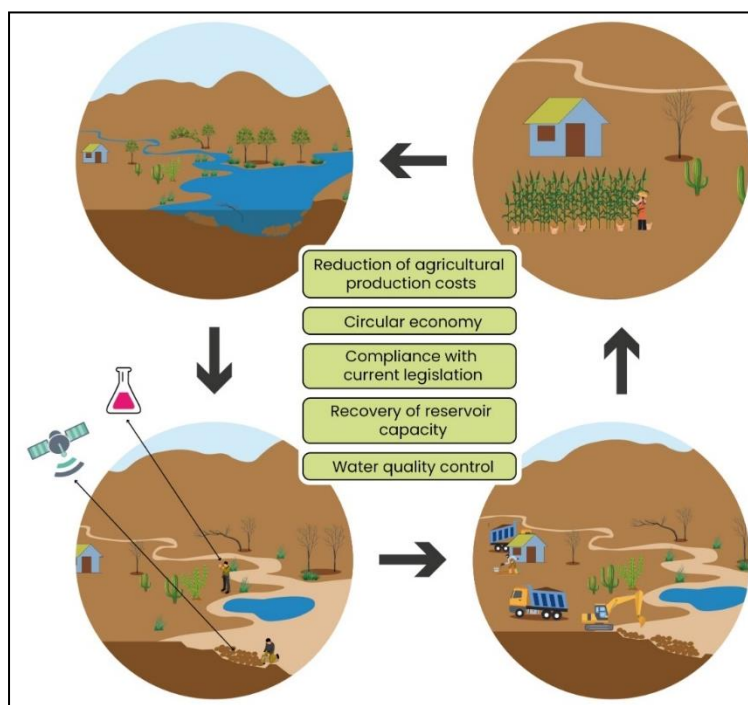 Reduction of agricultural
production costs
Circular economy
Compliance with
current legislation
Recovery of reservoir
capacity
Water quality control